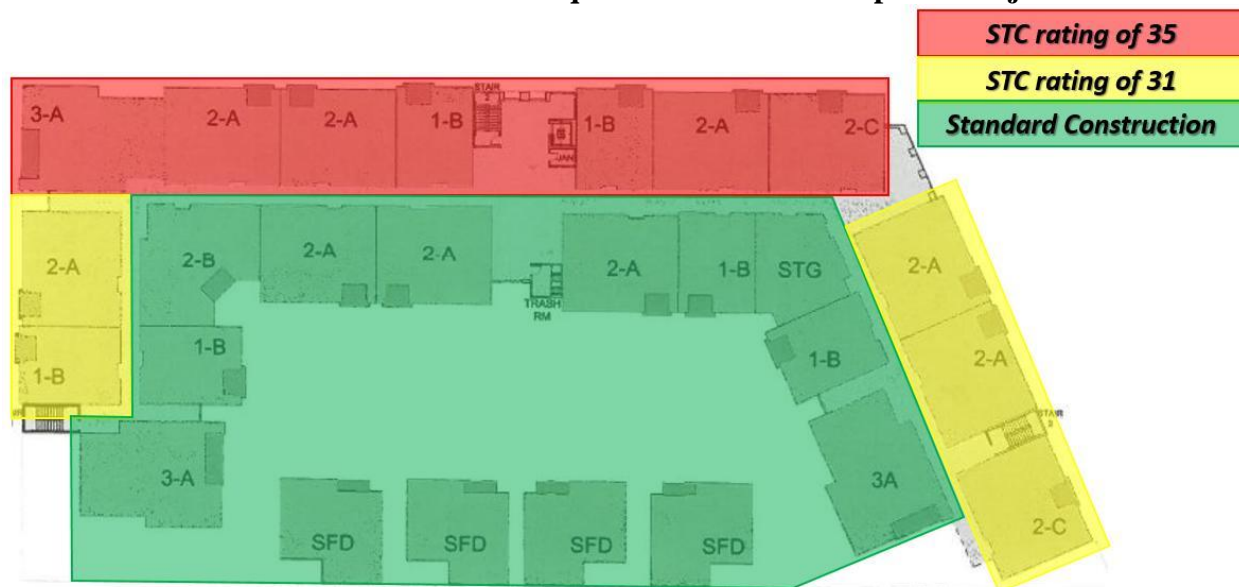 STC rating of 35
STC rating of 31
Standard Construction
3-A
2-A
2-A
1-B
STAIR
2
JAN
1-B
2-A
2-C
2-A
2-B
2-A
2-A
TRASH
RM
2-A
1-B
STG
2-A
1-B
1-B
1-B
2-A
3-A
3A
STAIR
3
2-C
SFD
SFD
SFD
SFD